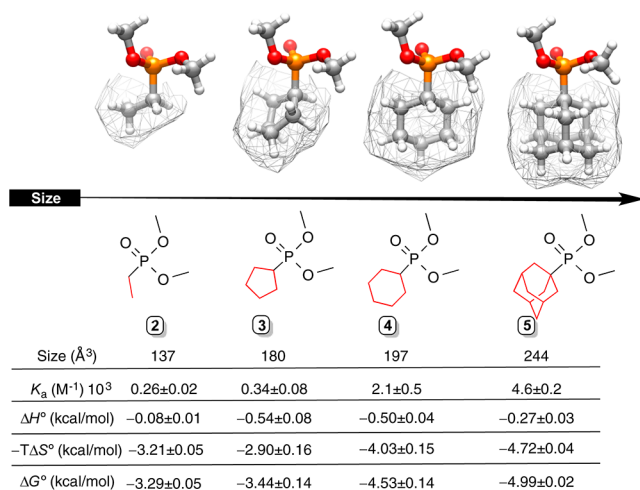 Size
O O P O
O O P O
O O P O
O O P O
2 3 4 5
Size (Å³) 137 180 197 244
Ka (M⁻¹) 10³ 0.26±0.02 0.34±0.08 2.1±0.5 4.6±0.2
ΔH° (kcal/mol) −0.08±0.01 −0.54±0.08 −0.50±0.04 −0.27±0.03
−TΔS° (kcal/mol) −3.21±0.05 −2.90±0.16 −4.03±0.15 −4.72±0.04
ΔG° (kcal/mol) −3.29±0.05 −3.44±0.14 −4.53±0.14 −4.99±0.02